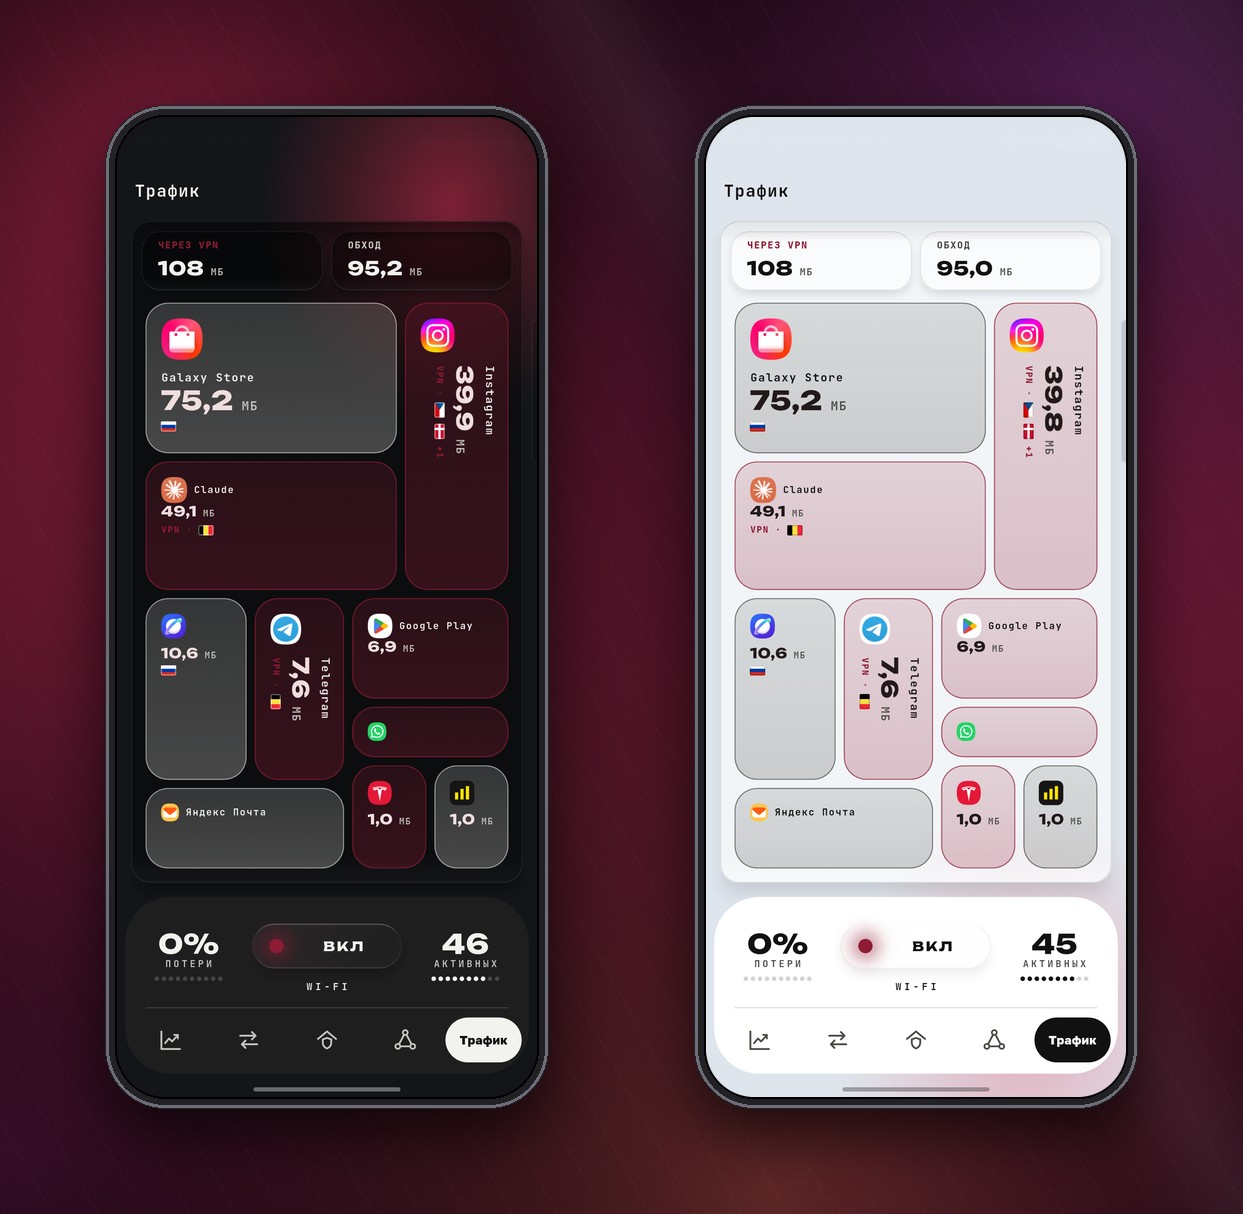 Трафик
ЧЕРЕЗ VPN
108 МБ
ОБХОД
95,2 МБ
Galaxy Store
75,2 МБ
Instagram
39,9 МБ
VPN · +1
Claude
49,1 МБ
VPN ·
10,6 МБ
Telegram
7,6 МБ
VPN ·
Google Play
6,9 МБ
Яндекс Почта
1,0 МБ
1,0 МБ
0%
ПОТЕРИ
ВКЛ
WI-FI
46
АКТИВНЫХ
Трафик
Трафик
ЧЕРЕЗ VPN
108 МБ
ОБХОД
95,0 МБ
Galaxy Store
75,2 МБ
Instagram
39,8 МБ
VPN · +1
Claude
49,1 МБ
VPN ·
10,6 МБ
Telegram
7,6 МБ
VPN ·
Google Play
6,9 МБ
Яндекс Почта
1,0 МБ
1,0 МБ
0%
ПОТЕРИ
ВКЛ
WI-FI
45
АКТИВНЫХ
Трафик